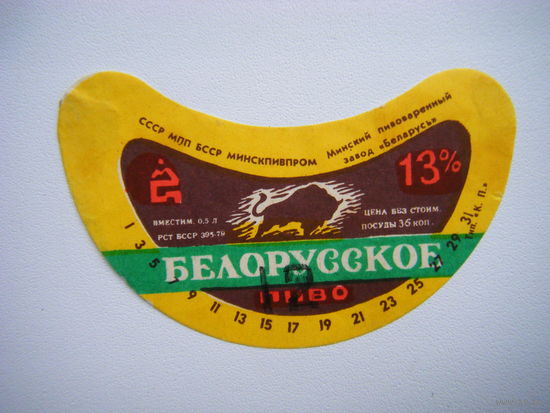 СССР МПП БССР МИНСКПИВПРОМ
Минский пивоваренный
завод «Беларусь»
13%
ВМЕСТИМ. 0,5 Л
РСТ БССР 395-79
ЦЕНА БЕЗ СТОИМ.
ПОСУДЫ 36 КОП.
БЕЛОРУССКОЕ
12
ПИВО
1 3 5 7 9 11 13 15 17 19 21 23 25 27 29 31
Тип. «К. П.»